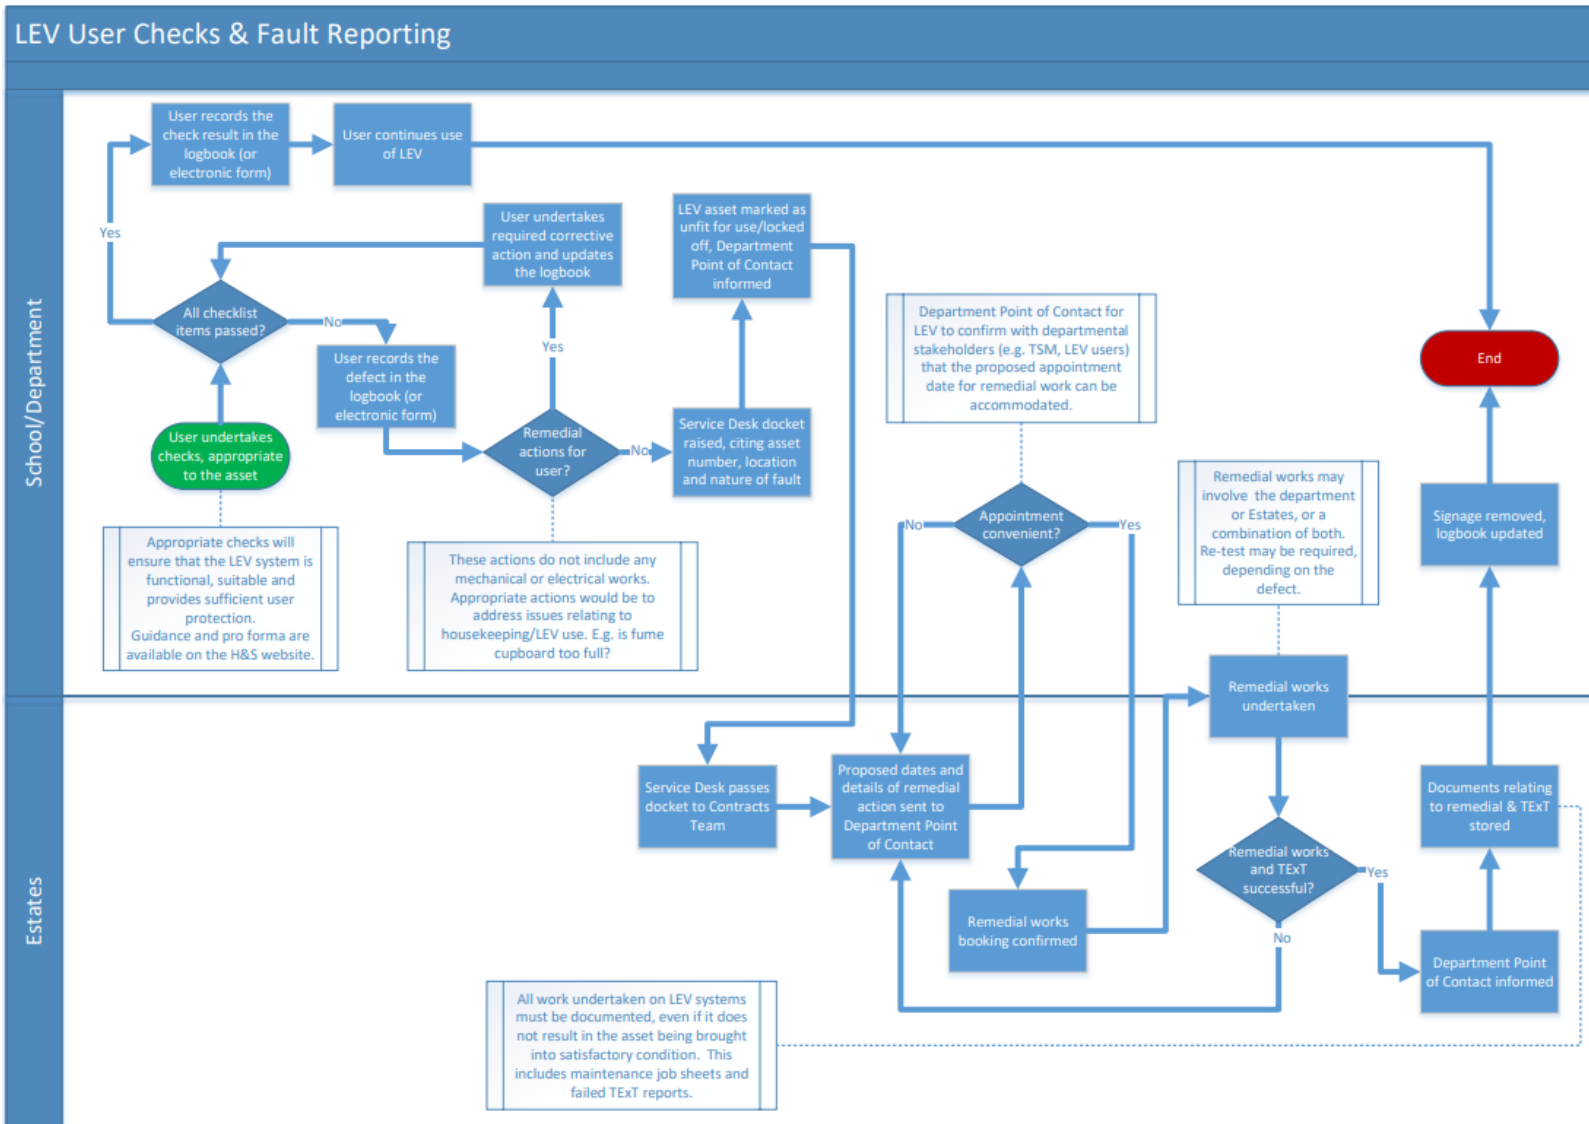 LEV User Checks & Fault Reporting
School/Department
User records the
check result in the
logbook (or
electronic form)
User continues use
of LEV
Yes
User undertakes
required corrective
action and updates
the logbook
LEV asset marked as
unfit for use/locked
off, Department
Point of Contact
informed
All checklist
items passed?
No
User records the
defect in the
logbook (or
electronic form)
Yes
Department Point of Contact for
LEV to confirm with departmental
stakeholders (e.g. TSM, LEV users)
that the proposed appointment
date for remedial work can be
accommodated.
End
User undertakes
checks, appropriate
to the asset
Remedial
actions for
user?
No
Service Desk docket
raised, citing asset
number, location
and nature of fault
Remedial works may
involve the department
or Estates, or a
combination of both.
Re-test may be required,
depending on the
defect.
No
Appointment
convenient?
Yes
Signage removed,
logbook updated
Appropriate checks will
ensure that the LEV system is
functional, suitable and
provides sufficient user
protection.
Guidance and pro forma are
available on the H&S website.
These actions do not include any
mechanical or electrical works.
Appropriate actions would be to
address issues relating to
housekeeping/LEV use. E.g. is fume
cupboard too full?
Remedial works
undertaken
Estates
Service Desk passes
docket to Contracts
Team
Proposed dates and
details of remedial
action sent to
Department Point
of Contact
Documents relating
to remedial & TExT
stored
Remedial works
and TExT
successful?
Yes
Remedial works
booking confirmed
No
Department Point
of Contact informed
All work undertaken on LEV systems
must be documented, even if it does
not result in the asset being brought
into satisfactory condition. This
includes maintenance job sheets and
failed TExT reports.